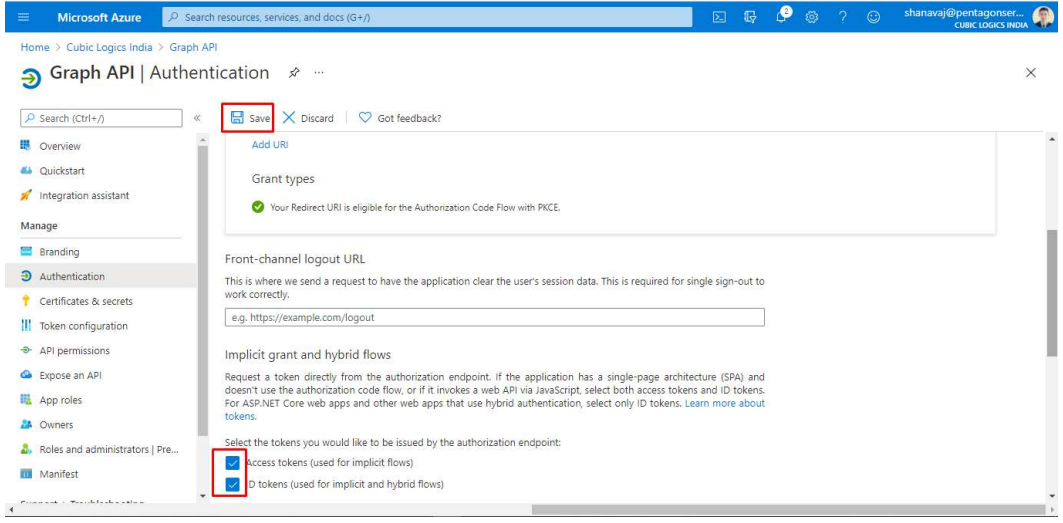 Microsoft Azure
Search resources, services, and docs (G+/)
2
shanavaj@pentagonser...
CUBIC LOGICS INDIA
Home > Cubic Logics India > Graph API
Graph API | Authentication
Search (Ctrl+/)
Save
Discard
Got feedback?
Overview
Quickstart
Integration assistant
Manage
Branding
Authentication
Certificates & secrets
Token configuration
API permissions
Expose an API
App roles
Owners
Roles and administrators | Pre...
Manifest
Add URI
Grant types
Your Redirect URI is eligible for the Authorization Code Flow with PKCE.
Front-channel logout URL
This is where we send a request to have the application clear the user's session data. This is required for single sign-out to
work correctly.
e.g. https://example.com/logout
Implicit grant and hybrid flows
Request a token directly from the authorization endpoint. If the application has a single-page architecture (SPA) and
doesn't use the authorization code flow, or if it invokes a web API via JavaScript, select both access tokens and ID tokens.
For ASP.NET Core web apps and other web apps that use hybrid authentication, select only ID tokens. Learn more about
tokens.
Select the tokens you would like to be issued by the authorization endpoint:
Access tokens (used for implicit flows)
ID tokens (used for implicit and hybrid flows)